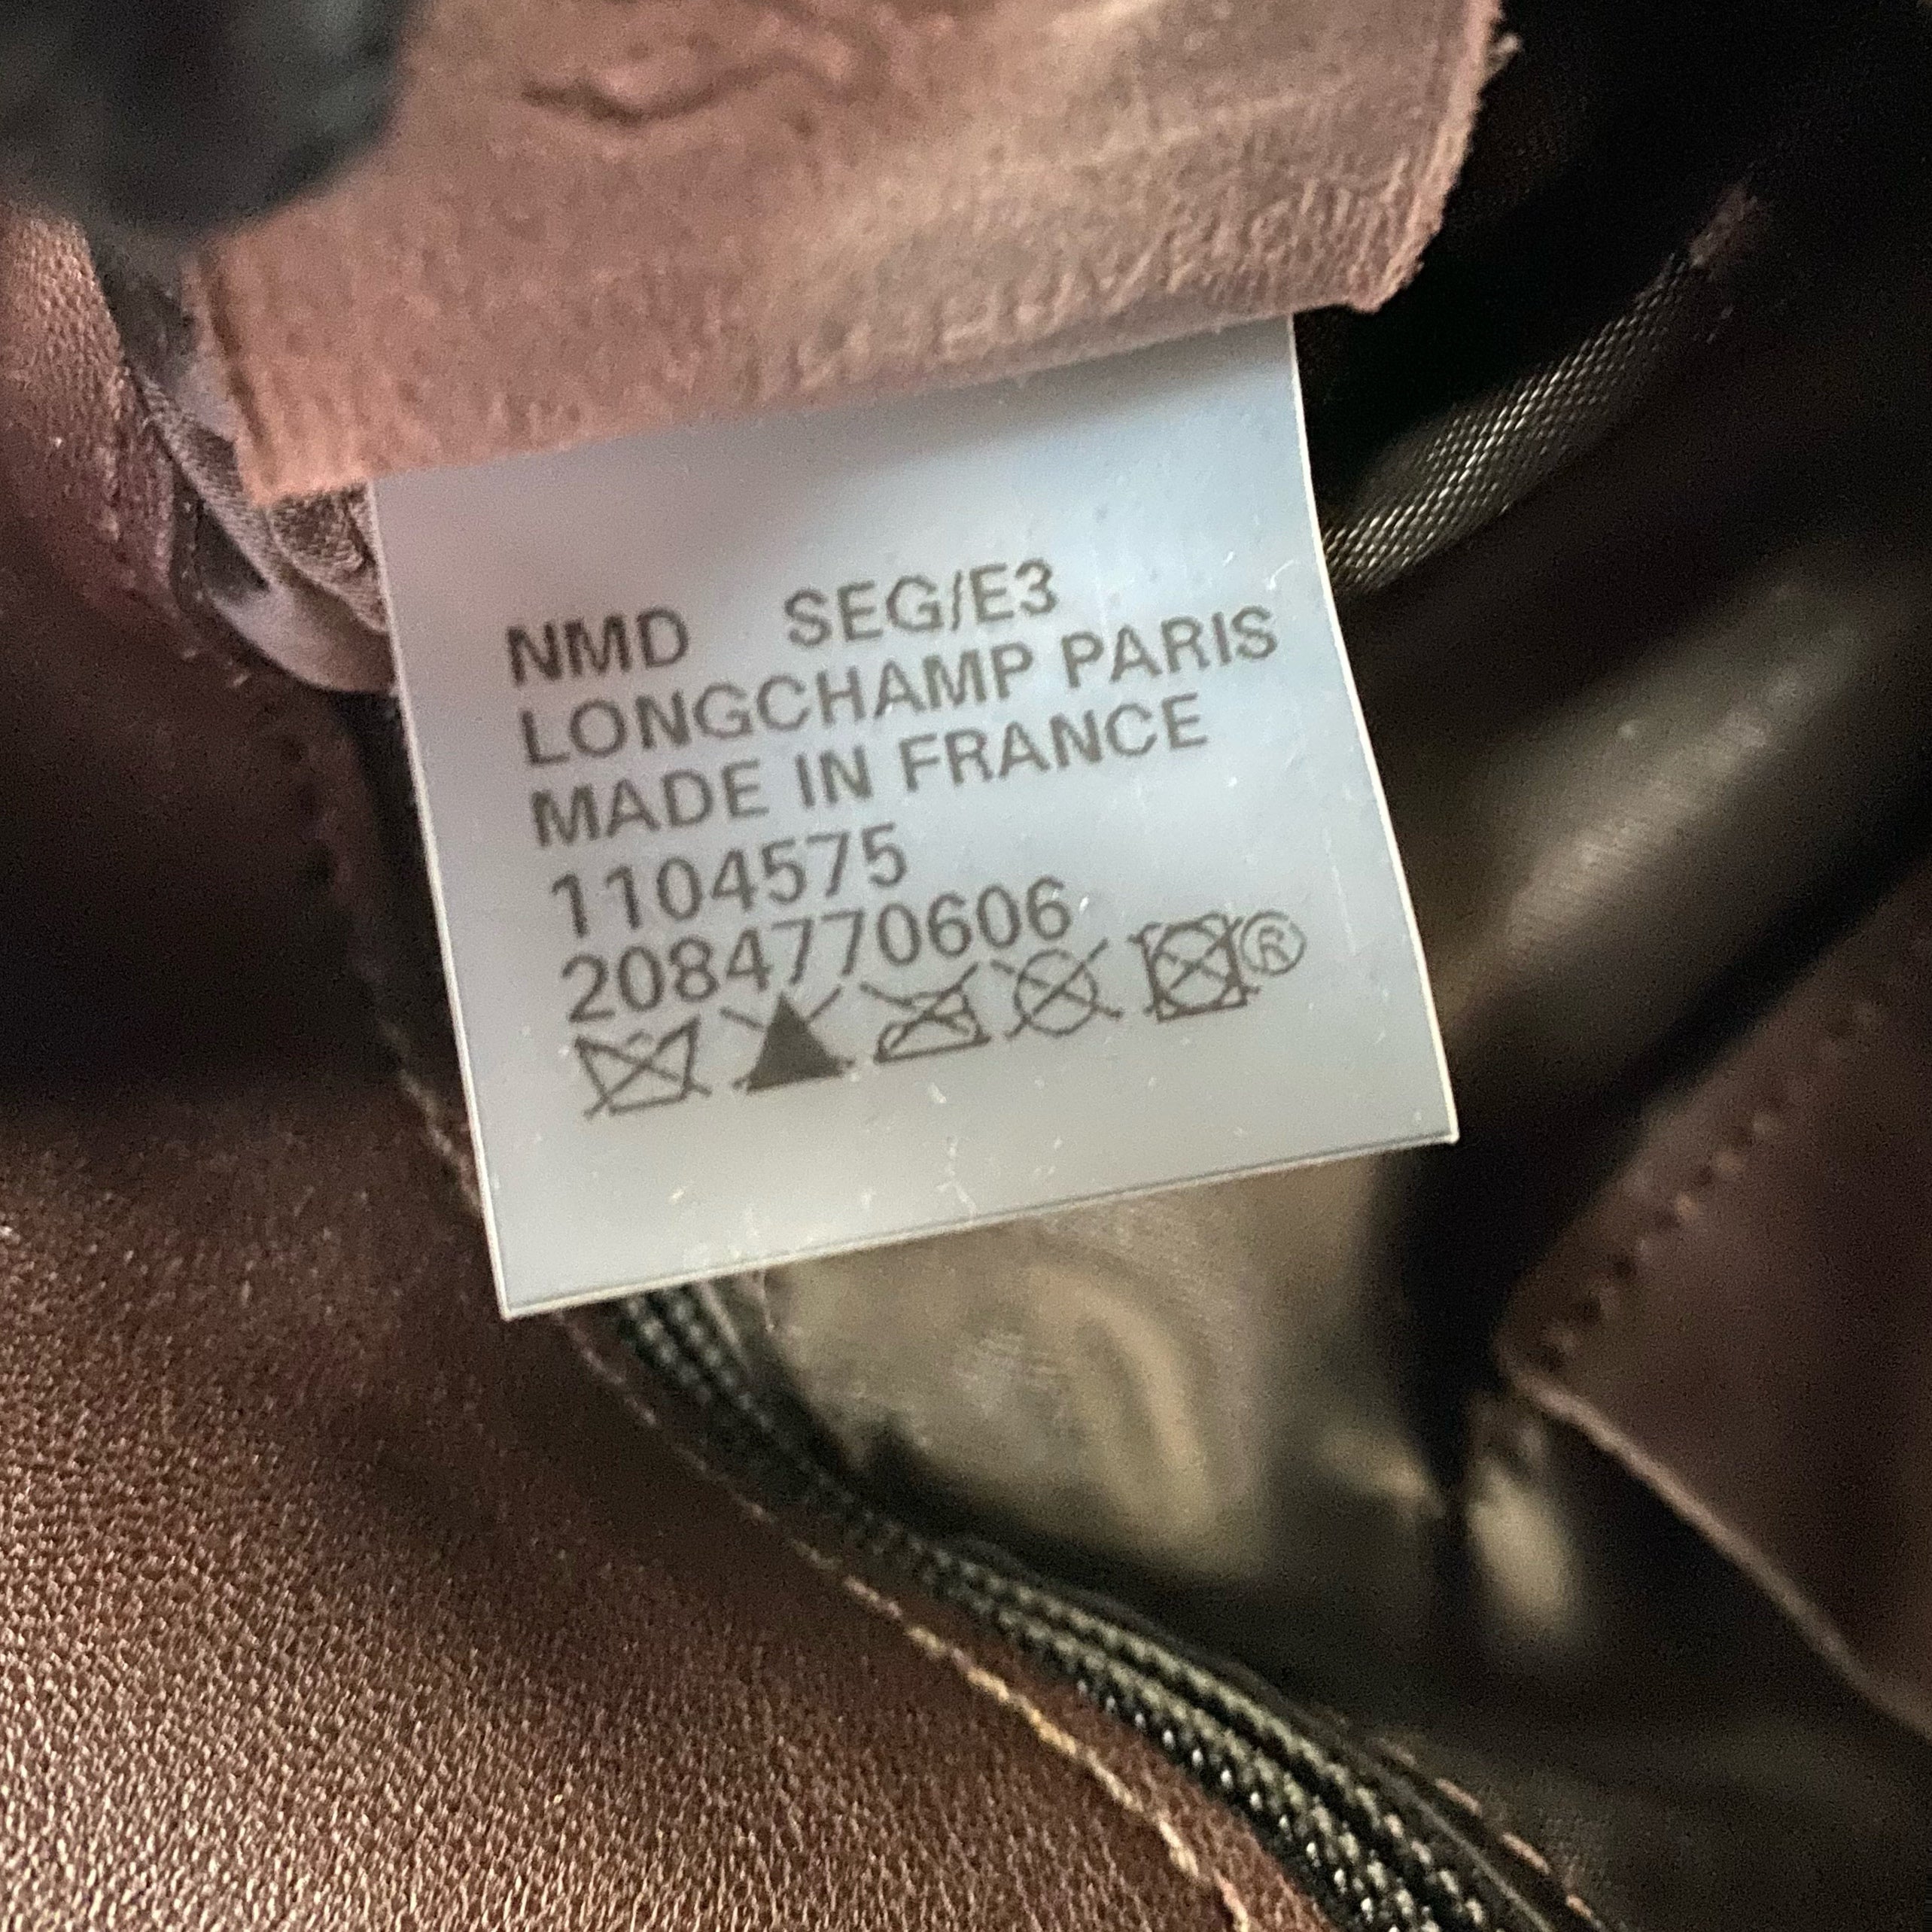 NMD SEG/E3
LONGCHAMP PARIS
MADE IN FRANCE
1104575
2084770606
®